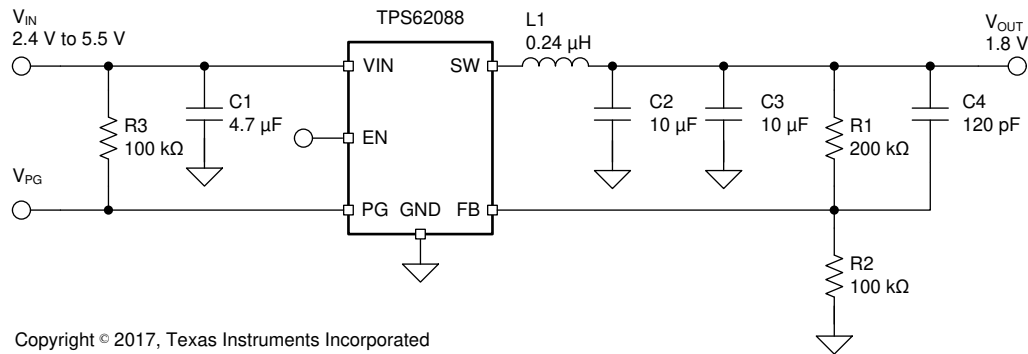 TPS62088
V_IN
2.4 V to 5.5 V
L1
0.24 µH
V_OUT
1.8 V
VIN
SW
C1
4.7 µF
R3
100 kΩ
EN
C2
10 µF
C3
10 µF
R1
200 kΩ
C4
120 pF
V_PG
PG
GND
FB
R2
100 kΩ
Copyright © 2017, Texas Instruments Incorporated